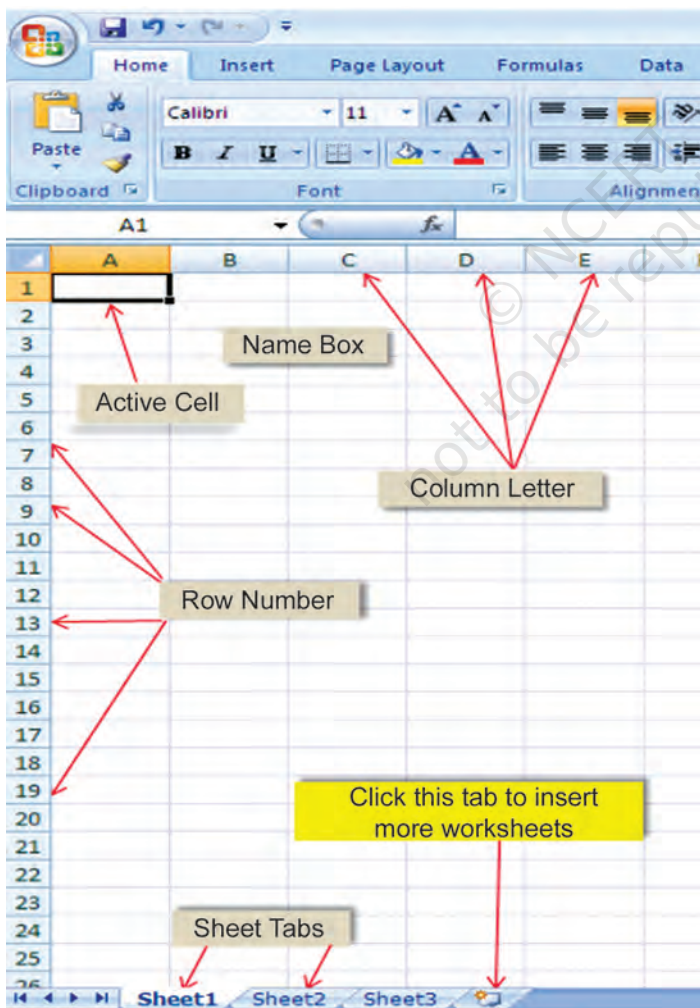 Home Insert Page Layout Formulas Data
Calibri 11 A A
Paste
B I U A
Clipboard Font Alignmen
A1 fx
A B C D E
1
2
3 Name Box
4
5 Active Cell
6
7
8 Column Letter
9
10
11
12 Row Number
13
14
15
16
17
18
19 Click this tab to insert
20 more worksheets
21
22
23
24 Sheet Tabs
25
26
Sheet1 Sheet2 Sheet3
© NCERT
not to be repu